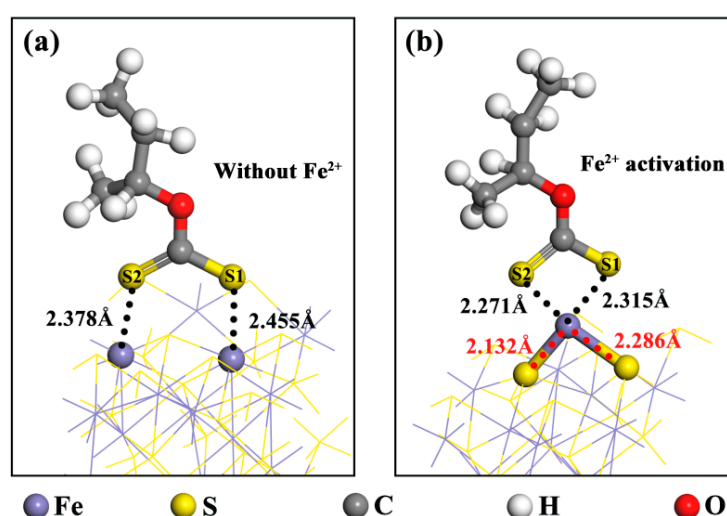 (a)
Without Fe²⁺
S2
S1
2.378Å
2.455Å
(b)
Fe²⁺ activation
S2
S1
2.271Å
2.315Å
2.132Å
2.286Å
Fe S C H O